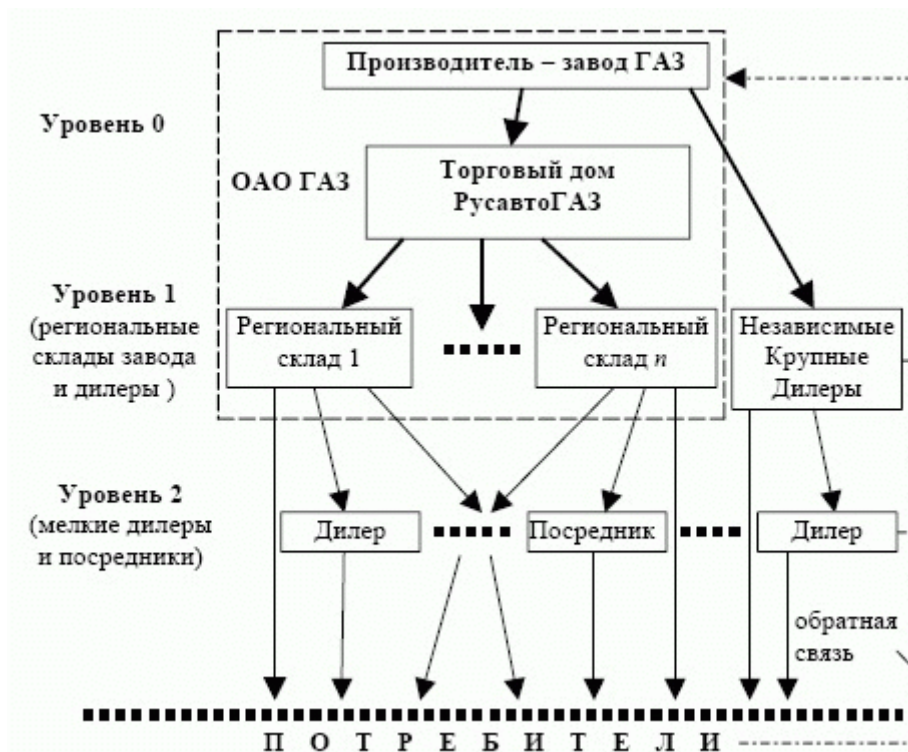 Производитель – завод ГАЗ
Уровень 0
ОАО ГАЗ
Торговый дом
РусавтоГАЗ
Уровень 1
(региональные
склады завода
и дилеры )
Региональный
склад 1
Региональный
склад n
Независимые
Крупные
Дилеры
Уровень 2
(мелкие дилеры
и посредники)
Дилер
Посредник
Дилер
обратная
связь
П О Т Р Е Б И Т Е Л И